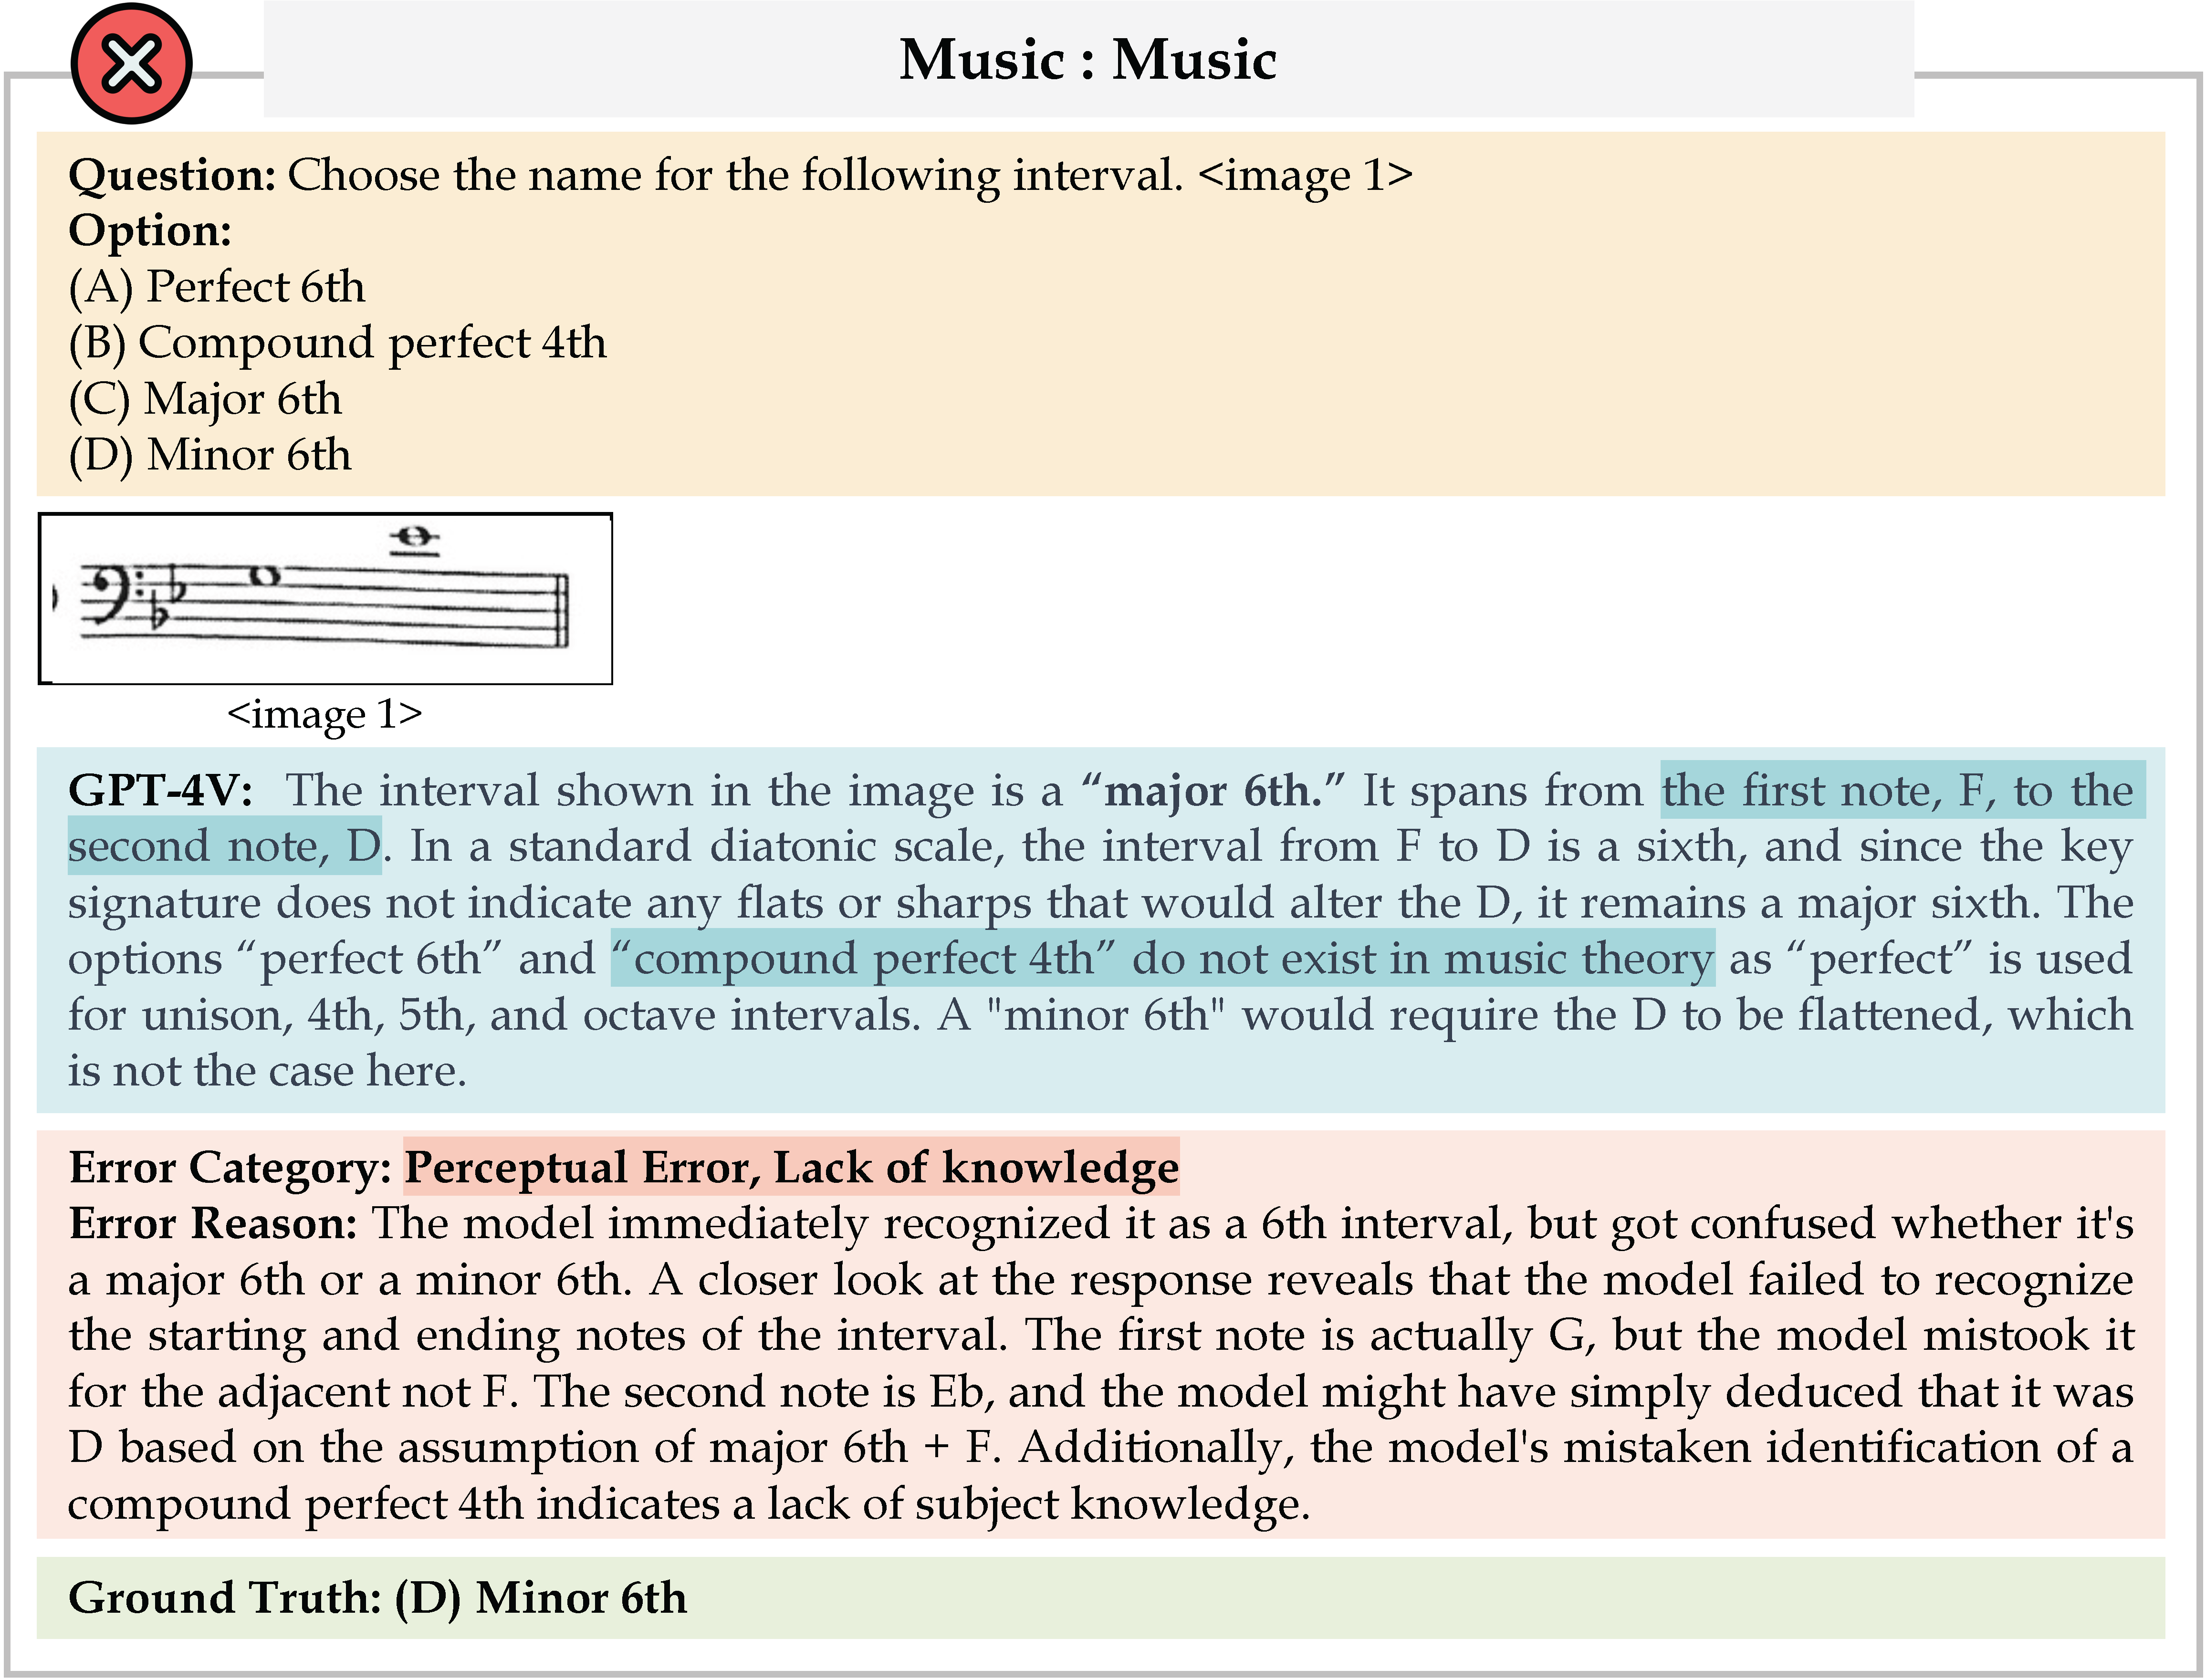 Music : Music
Question: Choose the name for the following interval. <image 1>
Option:
(A) Perfect 6th
(B) Compound perfect 4th
(C) Major 6th
(D) Minor 6th
<image 1>
GPT-4V: The interval shown in the image is a “major 6th.” It spans from the first note, F, to the
second note, D. In a standard diatonic scale, the interval from F to D is a sixth, and since the key
signature does not indicate any flats or sharps that would alter the D, it remains a major sixth. The
options “perfect 6th” and “compound perfect 4th” do not exist in music theory as “perfect” is used
for unison, 4th, 5th, and octave intervals. A "minor 6th" would require the D to be flattened, which
is not the case here.
Error Category: Perceptual Error, Lack of knowledge
Error Reason: The model immediately recognized it as a 6th interval, but got confused whether it's
a major 6th or a minor 6th. A closer look at the response reveals that the model failed to recognize
the starting and ending notes of the interval. The first note is actually G, but the model mistook it
for the adjacent not F. The second note is Eb, and the model might have simply deduced that it was
D based on the assumption of major 6th + F. Additionally, the model's mistaken identification of a
compound perfect 4th indicates a lack of subject knowledge.
Ground Truth: (D) Minor 6th